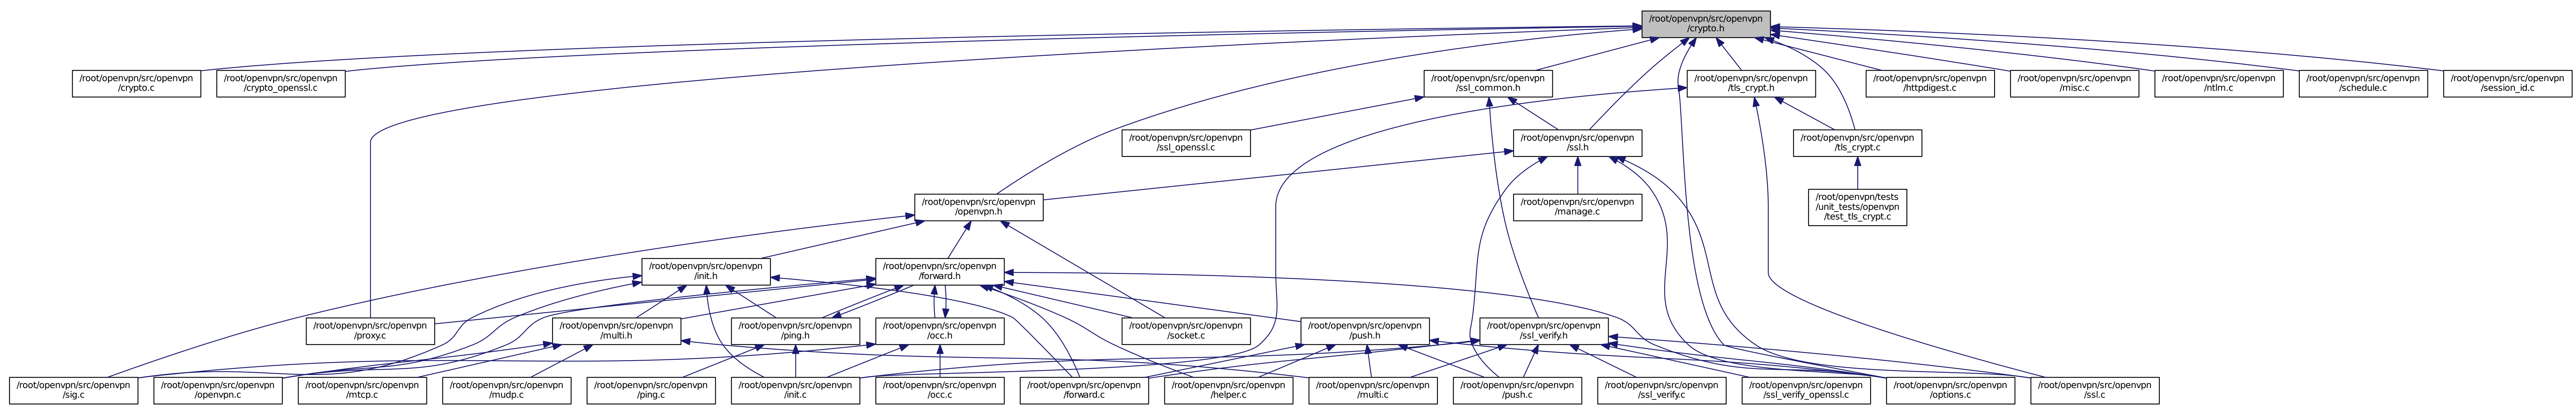 /root/openvpn/src/openvpn
/crypto.h
/root/openvpn/src/openvpn
/crypto.c
/root/openvpn/src/openvpn
/crypto_openssl.c
/root/openvpn/src/openvpn
/ssl_common.h
/root/openvpn/src/openvpn
/tls_crypt.h
/root/openvpn/src/openvpn
/httpdigest.c
/root/openvpn/src/openvpn
/misc.c
/root/openvpn/src/openvpn
/ntlm.c
/root/openvpn/src/openvpn
/schedule.c
/root/openvpn/src/openvpn
/session_id.c
/root/openvpn/src/openvpn
/ssl_openssl.c
/root/openvpn/src/openvpn
/ssl.h
/root/openvpn/src/openvpn
/tls_crypt.c
/root/openvpn/src/openvpn
/openvpn.h
/root/openvpn/src/openvpn
/manage.c
/root/openvpn/tests
/unit_tests/openvpn
/test_tls_crypt.c
/root/openvpn/src/openvpn
/init.h
/root/openvpn/src/openvpn
/forward.h
/root/openvpn/src/openvpn
/proxy.c
/root/openvpn/src/openvpn
/multi.h
/root/openvpn/src/openvpn
/ping.h
/root/openvpn/src/openvpn
/occ.h
/root/openvpn/src/openvpn
/socket.c
/root/openvpn/src/openvpn
/push.h
/root/openvpn/src/openvpn
/ssl_verify.h
/root/openvpn/src/openvpn
/sig.c
/root/openvpn/src/openvpn
/openvpn.c
/root/openvpn/src/openvpn
/mtcp.c
/root/openvpn/src/openvpn
/mudp.c
/root/openvpn/src/openvpn
/ping.c
/root/openvpn/src/openvpn
/init.c
/root/openvpn/src/openvpn
/occ.c
/root/openvpn/src/openvpn
/forward.c
/root/openvpn/src/openvpn
/helper.c
/root/openvpn/src/openvpn
/multi.c
/root/openvpn/src/openvpn
/push.c
/root/openvpn/src/openvpn
/ssl_verify.c
/root/openvpn/src/openvpn
/ssl_verify_openssl.c
/root/openvpn/src/openvpn
/options.c
/root/openvpn/src/openvpn
/ssl.c